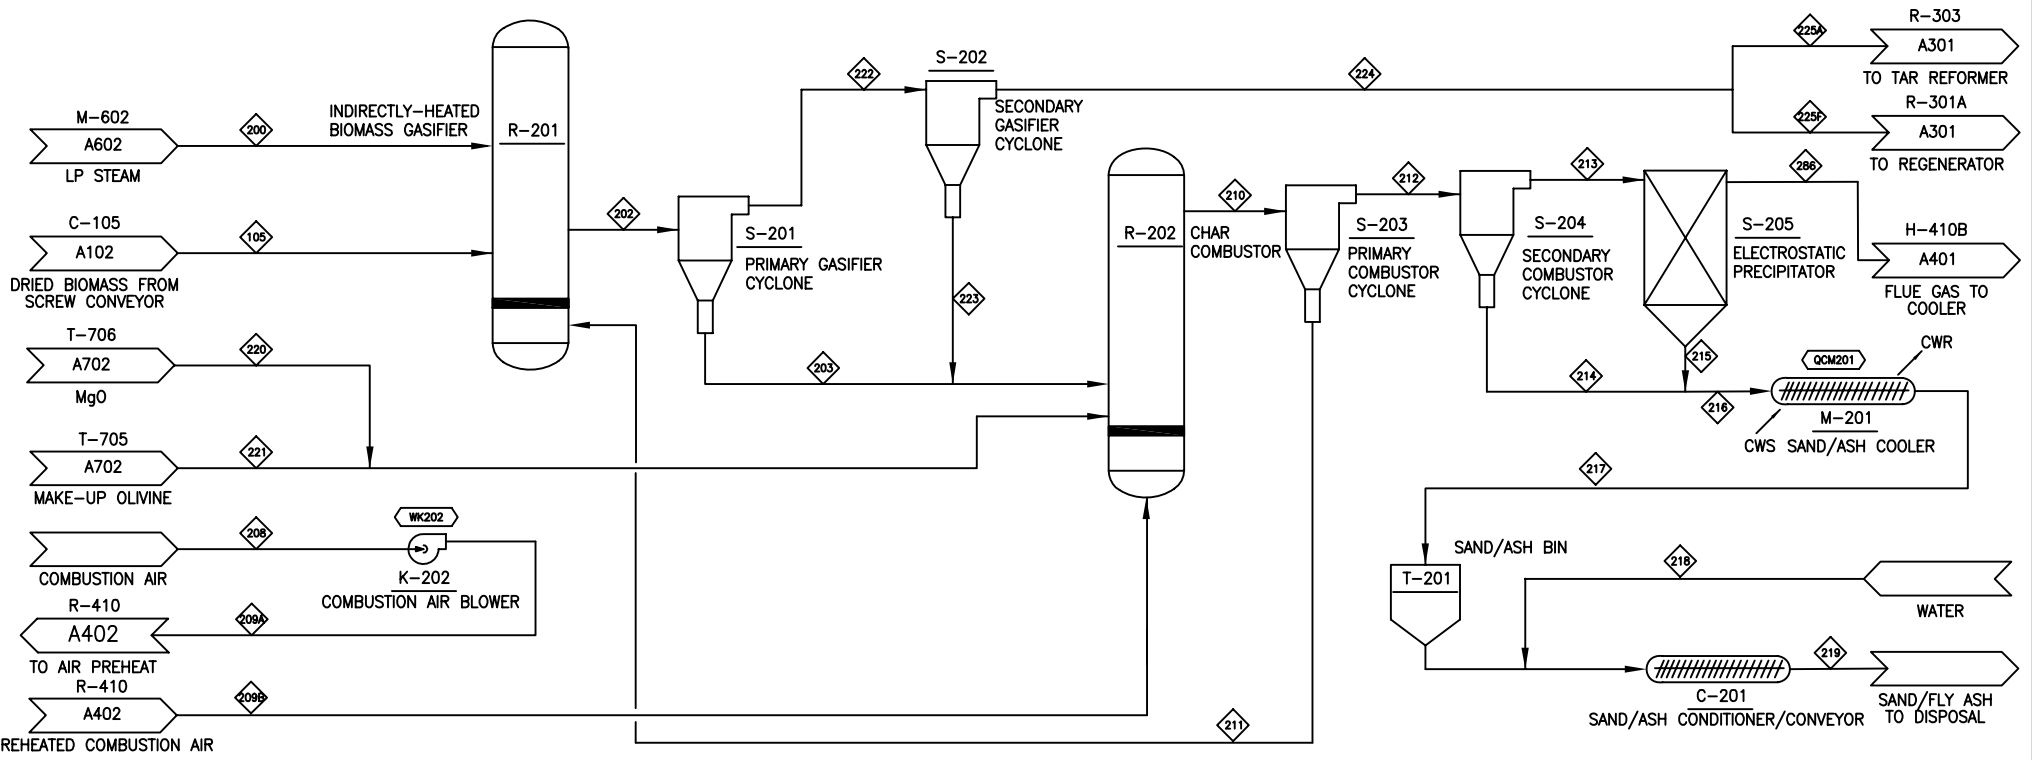 M-602
A602
LP STEAM
200
C-105
A102
DRIED BIOMASS FROM
SCREW CONVEYOR
105
T-706
A702
MgO
220
T-705
A702
MAKE-UP OLIVINE
221
COMBUSTION AIR
208
WK202
K-202
COMBUSTION AIR BLOWER
R-410
A402
TO AIR PREHEAT
209A
R-410
A402
REHEATED COMBUSTION AIR
209B
INDIRECTLY-HEATED
BIOMASS GASIFIER
R-201
202
S-201
PRIMARY GASIFIER
CYCLONE
203
222
S-202
SECONDARY
GASIFIER
CYCLONE
223
224
225A
R-303
A301
TO TAR REFORMER
225F
R-301A
A301
TO REGENERATOR
R-202
CHAR
COMBUSTOR
210
S-203
PRIMARY
COMBUSTOR
CYCLONE
211
212
S-204
SECONDARY
COMBUSTOR
CYCLONE
213
S-205
ELECTROSTATIC
PRECIPITATOR
286
H-410B
A401
FLUE GAS TO
COOLER
214
215
216
QCM201
CWR
M-201
CWS SAND/ASH COOLER
217
SAND/ASH BIN
T-201
218
WATER
C-201
SAND/ASH CONDITIONER/CONVEYOR
219
SAND/FLY ASH
TO DISPOSAL